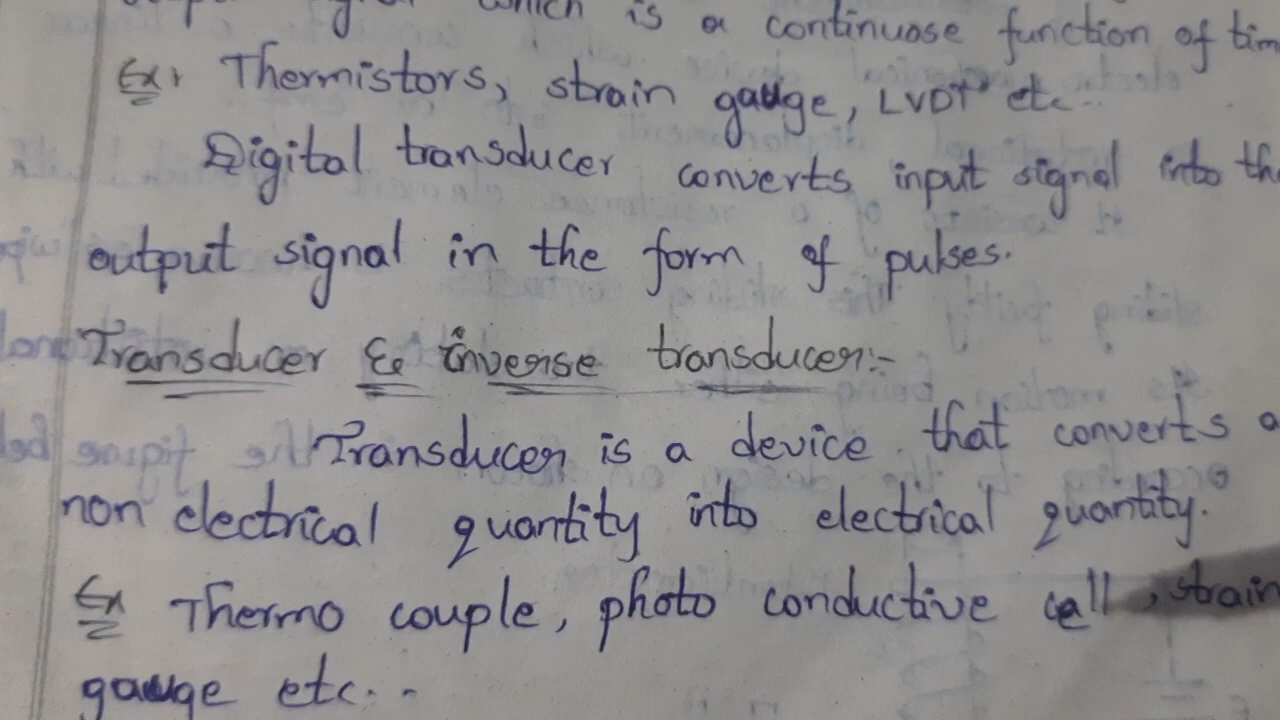 which is a continuose function of tim
Ex: Thermistors, strain gauge, LVDT etc..
Digital transducer converts input signal into th
output signal in the form of pulses.
Transducer & inverse transducer:-
Transducer is a device that converts a
non electrical quantity into electrical quantity.
Ex Thermo couple, photo conductive cell, strain
gauge etc...